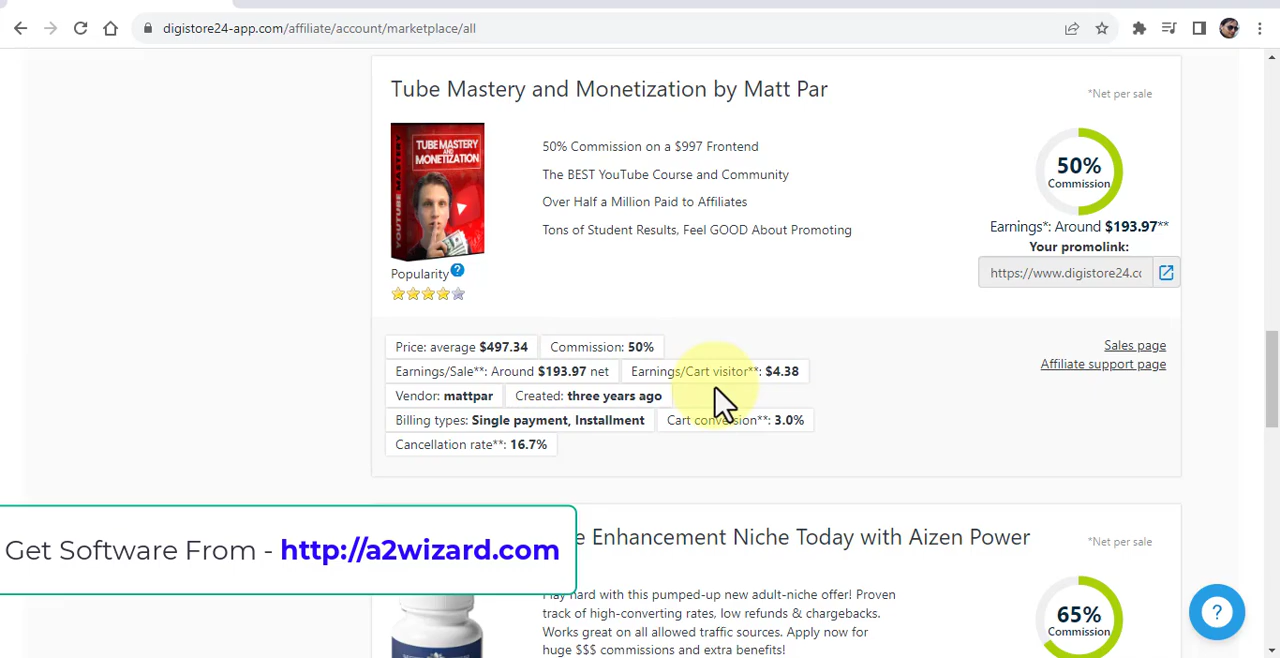 digistore24-app.com/affiliate/account/marketplace/all
Tube Mastery and Monetization by Matt Par
*Net per sale
TUBE MASTERY
AND
MONETIZATION
YOUTUBE MASTERY
50% Commission on a $997 Frontend
The BEST YouTube Course and Community
Over Half a Million Paid to Affiliates
Tons of Student Results, Feel GOOD About Promoting
50%
Commission
Earnings*: Around $193.97**
Your promolink:
https://www.digistore24.cc
Popularity ?
Price: average $497.34 Commission: 50%
Earnings/Sale**: Around $193.97 net Earnings/Cart visitor**: $4.38
Vendor: mattpar Created: three years ago
Billing types: Single payment, Installment Cart conversion**: 3.0%
Cancellation rate**: 16.7%
Sales page
Affiliate support page
Get Software From - http://a2wizard.com
Enhancement Niche Today with Aizen Power
*Net per sale
Play hard with this pumped-up new adult-niche offer! Proven
track of high-converting rates, low refunds & chargebacks.
Works great on all allowed traffic sources. Apply now for
huge $$$ commissions and extra benefits!
65%
Commission
?